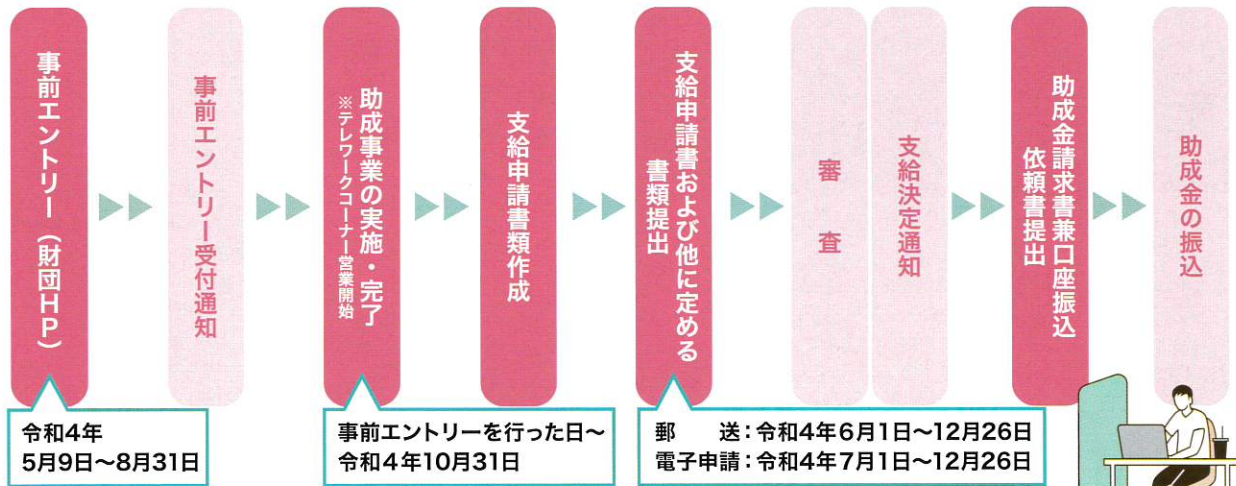 事前エントリー（財団HP）
事前エントリー受付通知
助成事業の実施・完了
※テレワークコーナー営業開始
支給申請書類作成
支給申請書および他に定める
書類提出
審　査
支給決定通知
助成金請求書兼口座振込
依頼書提出
助成金の振込
令和4年
5月9日〜8月31日
事前エントリーを行った日〜
令和4年10月31日
郵　　送：令和4年6月1日〜12月26日
電子申請：令和4年7月1日〜12月26日